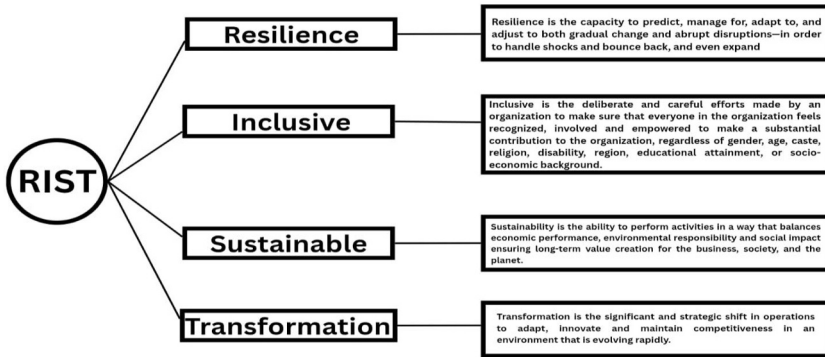 RIST
Resilience
Resilience is the capacity to predict, manage for, adapt to, and
adjust to both gradual change and abrupt disruptions—in order
to handle shocks and bounce back, and even expand
Inclusive
Inclusive is the deliberate and careful efforts made by an
organization to make sure that everyone in the organization feels
recognized, involved and empowered to make a substantial
contribution to the organization, regardless of gender, age, caste,
religion, disability, region, educational attainment, or socio-
economic background.
Sustainable
Sustainability is the ability to perform activities in a way that balances
economic performance, environmental responsibility and social impact
ensuring long-term value creation for the business, society, and the
planet.
Transformation
Transformation is the significant and strategic shift in operations
to adapt, innovate and maintain competitiveness in an
environment that is evolving rapidly.